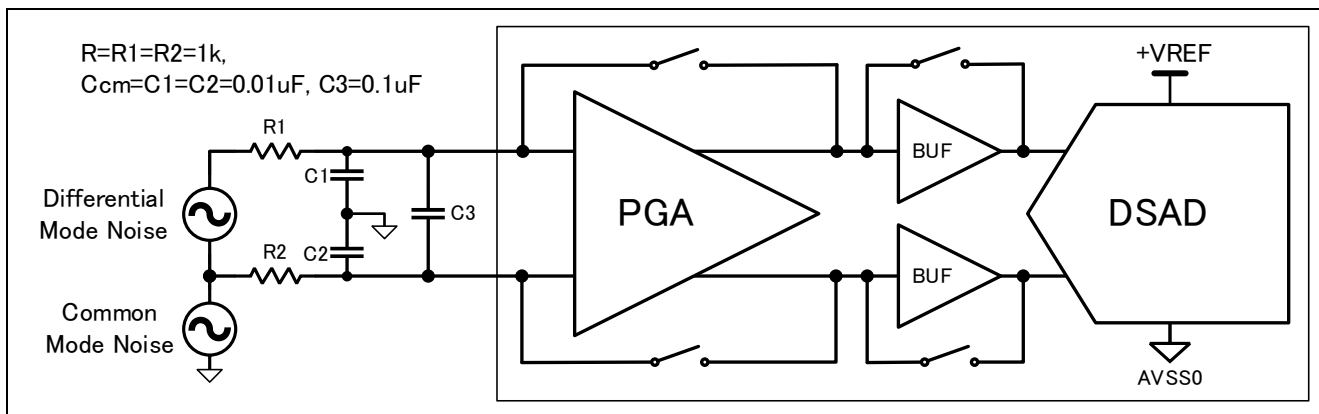 R=R1=R2=1k,
Ccm=C1=C2=0.01uF, C3=0.1uF
R1
C1
Differential
Mode Noise
C3
R2
C2
Common
Mode Noise
PGA
BUF
BUF
+VREF
DSAD
AVSS0